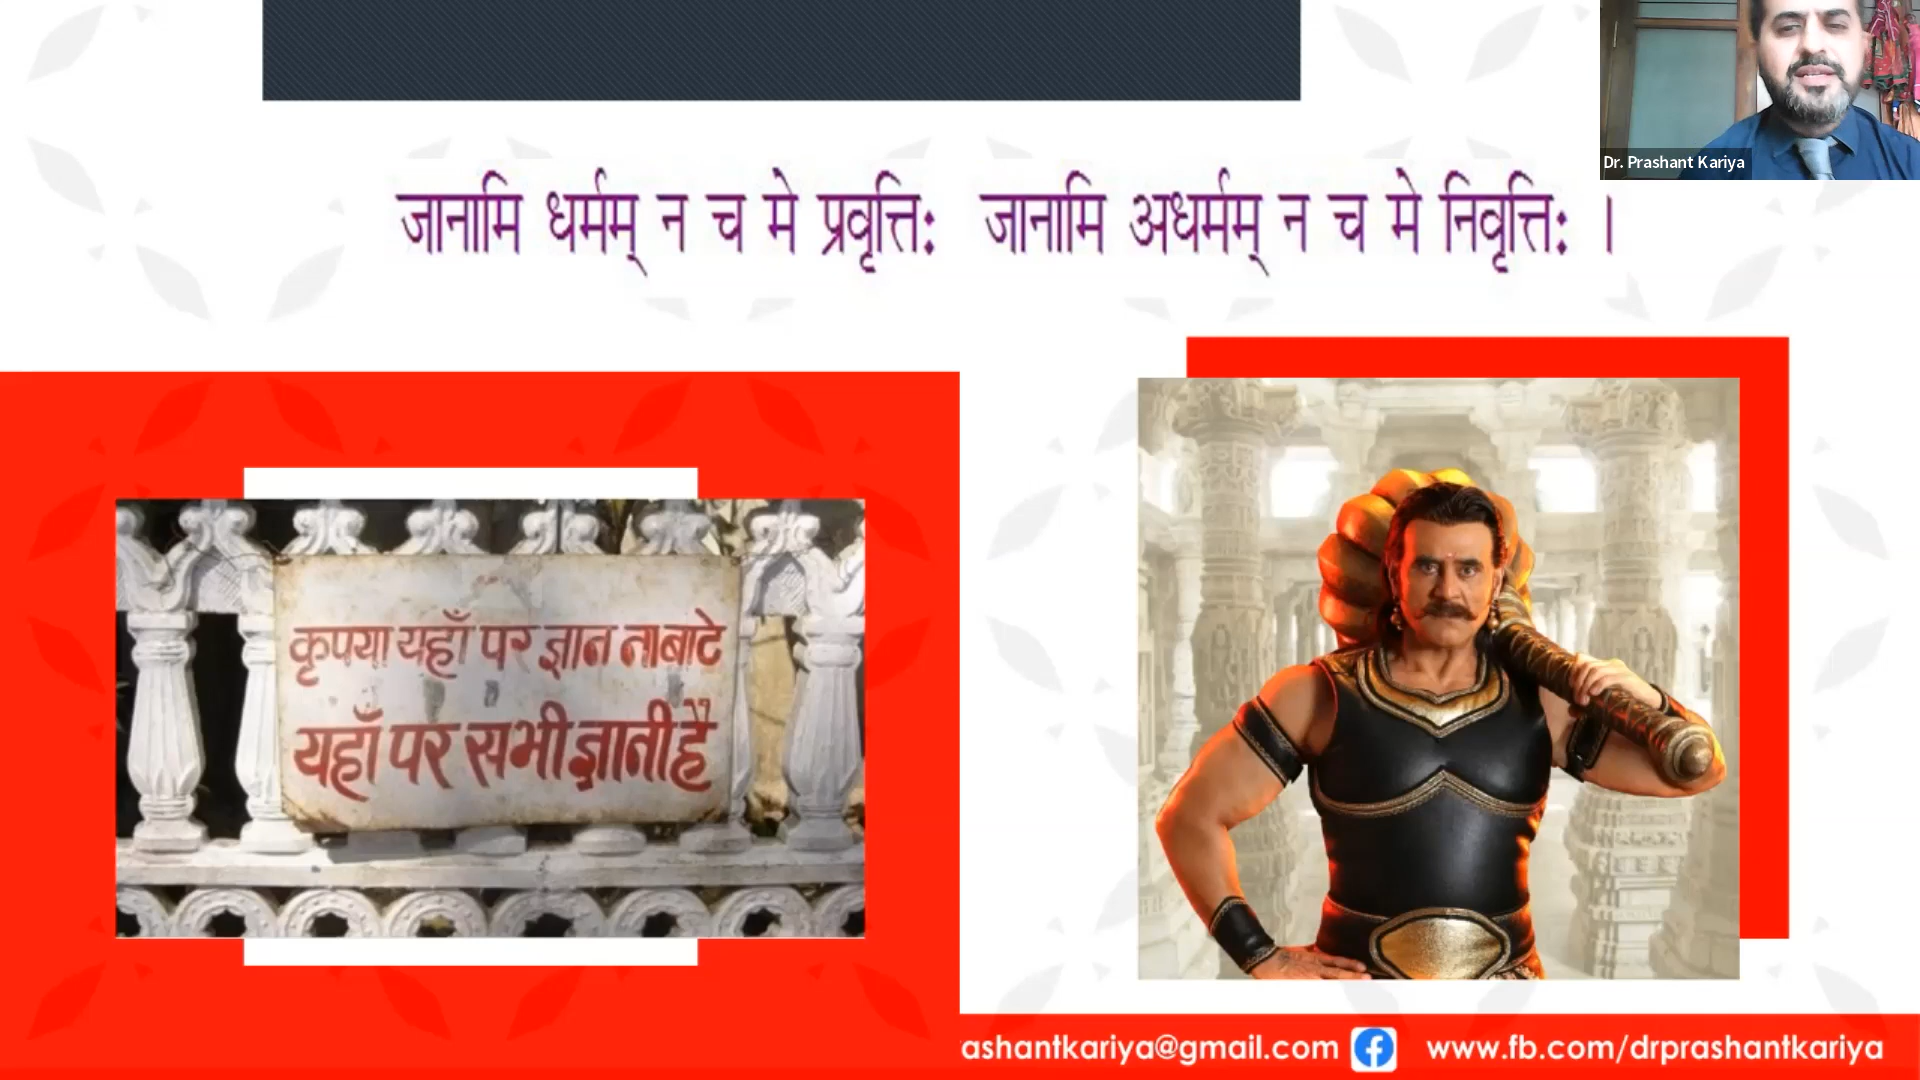 Dr. Prashant Kariya
जानामि धर्मम् न च मे प्रवृत्तिः जानामि अधर्मम् न च मे निवृत्तिः ।
कृपया यहाँ पर ज्ञान ना बाटे
यहाँ पर सभी ज्ञानी है
ashantkariya@gmail.com www.fb.com/drprashantkariya